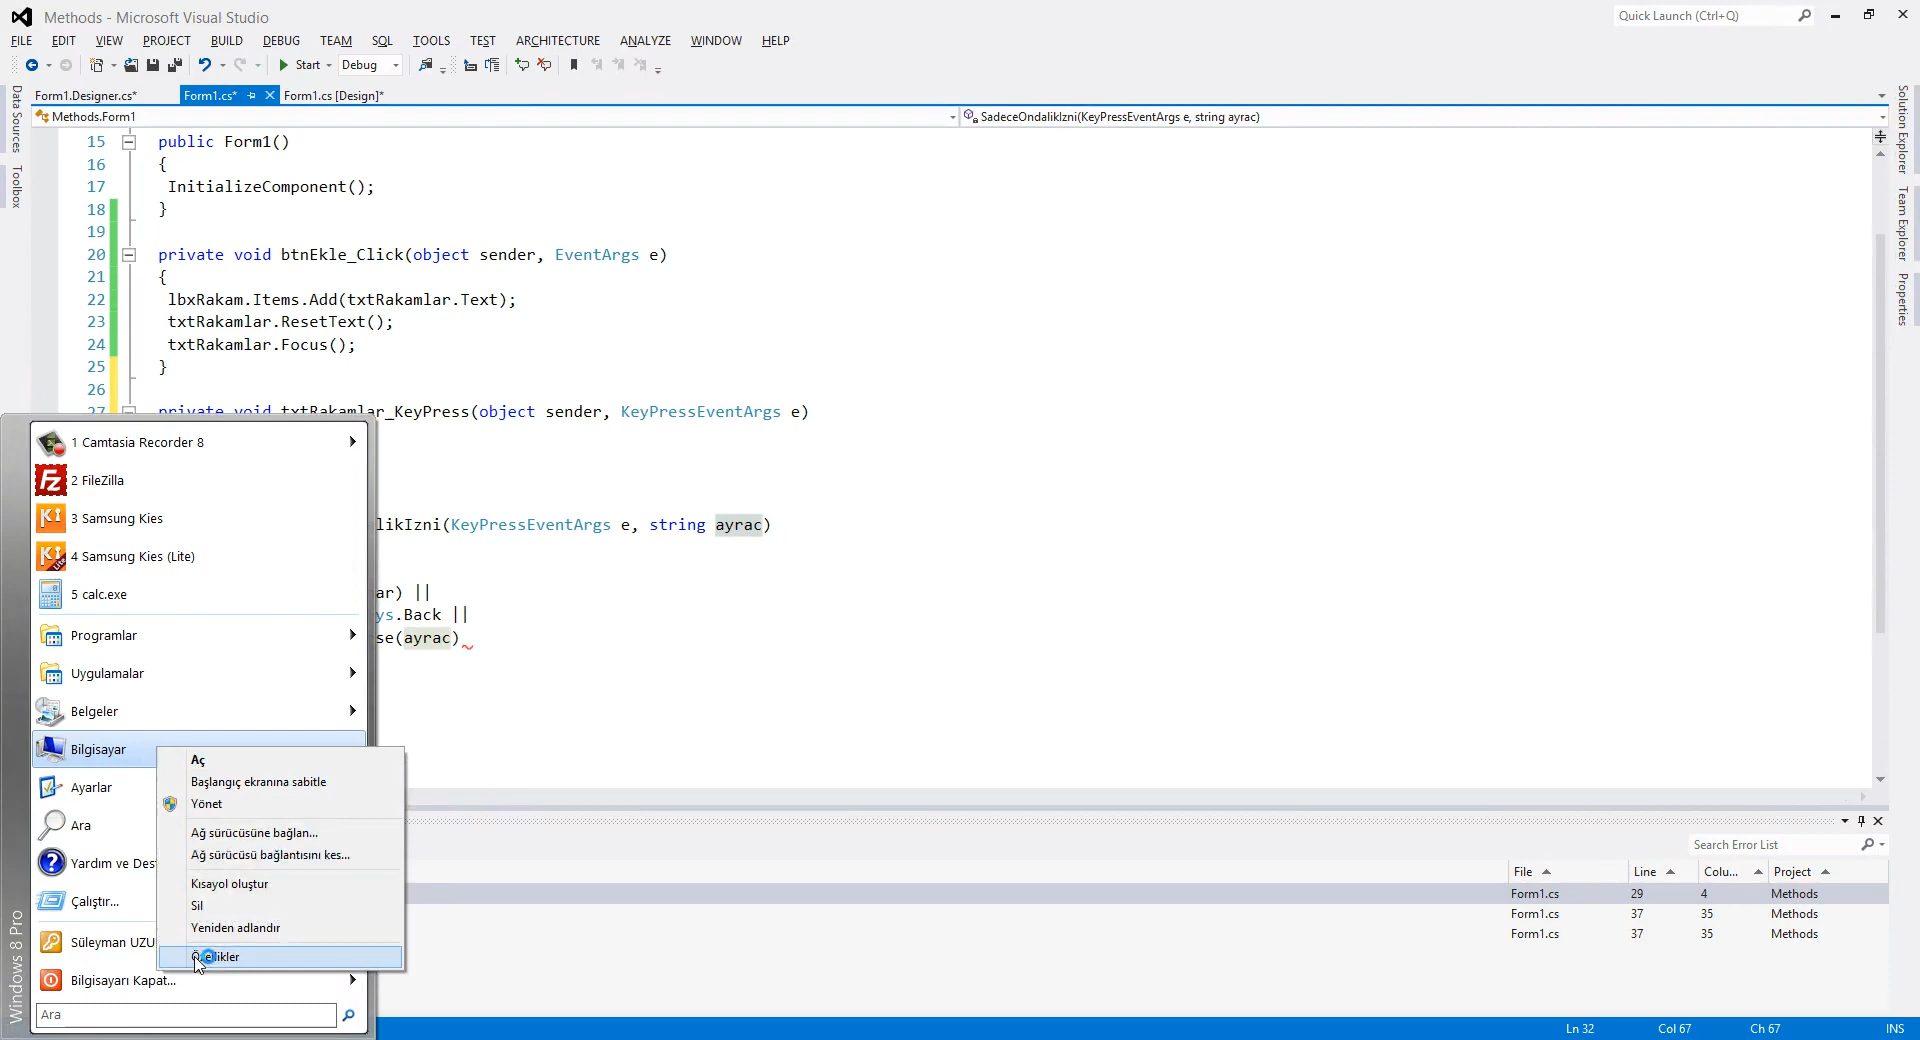 Methods - Microsoft Visual Studio
Quick Launch (Ctrl+Q)
FILE EDIT VIEW PROJECT BUILD DEBUG TEAM SQL TOOLS TEST ARCHITECTURE ANALYZE WINDOW HELP
Start Debug
Form1.Designer.cs* Form1.cs* Form1.cs [Design]*
Methods.Form1 SadeceOndalikIzni(KeyPressEventArgs e, string ayrac)
Data Sources
Toolbox
Solution Explorer
Team Explorer
Properties
15 public Form1()
16 {
17 InitializeComponent();
18 }
19
20 private void btnEkle_Click(object sender, EventArgs e)
21 {
22 lbxRakam.Items.Add(txtRakamlar.Text);
23 txtRakamlar.ResetText();
24 txtRakamlar.Focus();
25 }
26
27 private void txtRakamlar_KeyPress(object sender, KeyPressEventArgs e)
likIzni(KeyPressEventArgs e, string ayrac)
ar) ||
ys.Back ||
se(ayrac)
1 Camtasia Recorder 8
2 FileZilla
3 Samsung Kies
4 Samsung Kies (Lite)
5 calc.exe
Programlar
Uygulamalar
Belgeler
Bilgisayar
Ayarlar
Ara
Yardım ve Des
Çalıştır...
Süleyman UZU
Bilgisayarı Kapat...
Ara
Windows 8 Pro
Aç
Başlangıç ekranına sabitle
Yönet
Ağ sürücüsüne bağlan...
Ağ sürücüsü bağlantısını kes...
Kısayol oluştur
Sil
Yeniden adlandır
Özellikler
Search Error List
File Line Colu... Project
Form1.cs 29 4 Methods
Form1.cs 37 35 Methods
Form1.cs 37 35 Methods
Ln 32 Col 67 Ch 67 INS